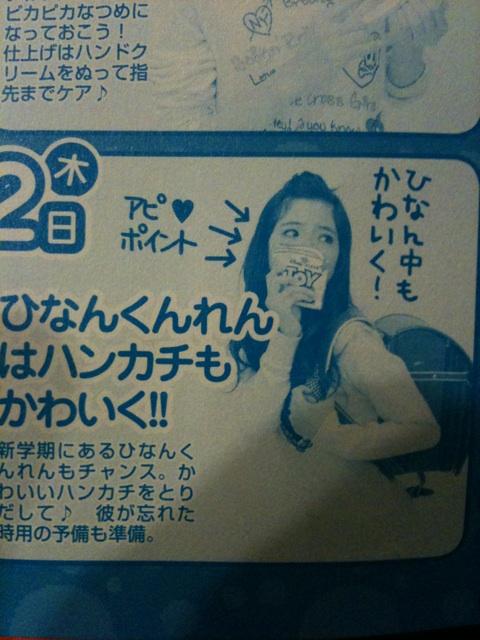 ピカピカなつめに
なっておこう！
仕上げはハンドク
リームをぬって指
先までケア♪
Love
2日
木
アピ♥
ポイント
ひなん中も
かわいく！
ひなんくんれん
はハンカチも
かわいく!!
新学期にあるひなんく
んれんもチャンス。か
わいいハンカチをとり
だして♪　彼が忘れた
時用の予備も準備。